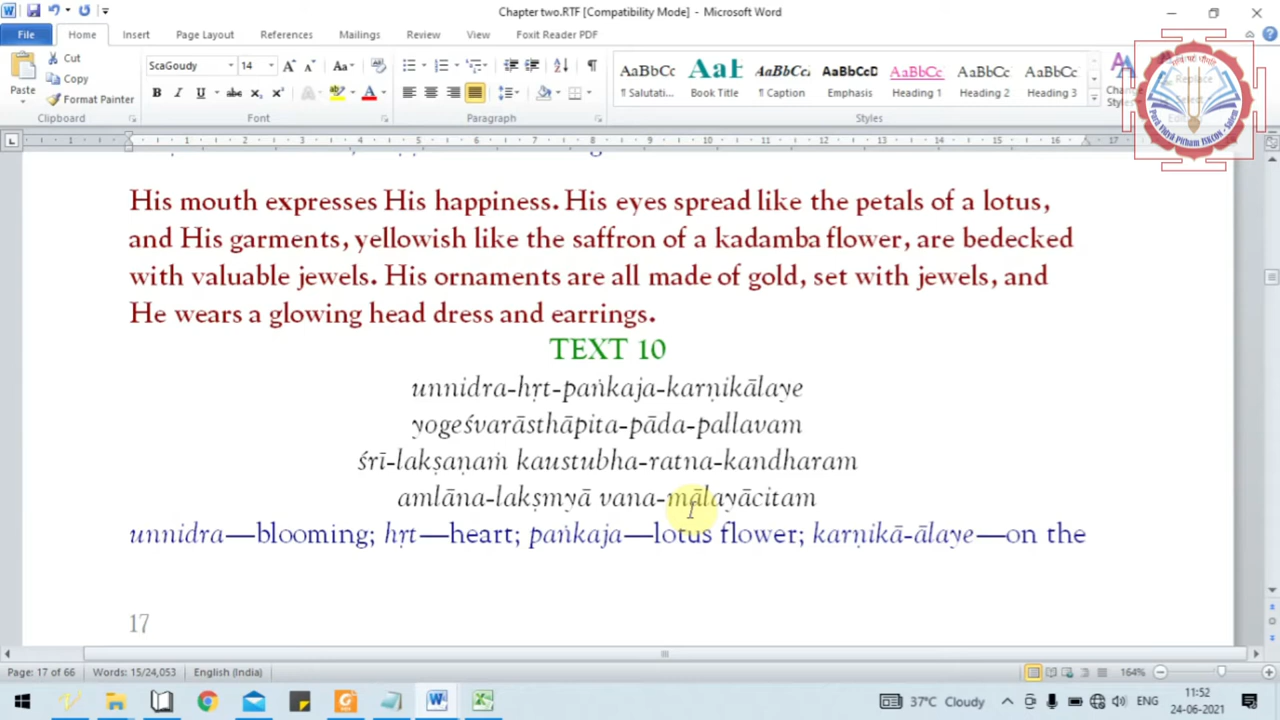 Chapter two.RTF [Compatibility Mode] - Microsoft Word
File Home Insert Page Layout References Mailings Review View Foxit Reader PDF
Paste Cut Copy Format Painter
ScaGoudy 14
AaBbCc AaBb AaBbCc AaBbCcD AaBbCc AaBbCc AaBbCc
¶ Salutati... Book Title ¶ Caption Emphasis Heading 1 Heading 2 Heading 3
Clipboard Font Paragraph Styles
His mouth expresses His happiness. His eyes spread like the petals of a lotus,
and His garments, yellowish like the saffron of a kadamba flower, are bedecked
with valuable jewels. His ornaments are all made of gold, set with jewels, and
He wears a glowing head dress and earrings.
TEXT 10
unnidra-hṛt-paṅkaja-karṇikālaye
yogeśvarāsthāpita-pāda-pallavam
śrī-lakṣaṇaṁ kaustubha-ratna-kandharam
amlāna-lakṣmyā vana-mālayācitam
unnidra—blooming; hṛt—heart; paṅkaja—lotus flower; karṇikā-ālaye—on the
17
Page: 17 of 66 Words: 15/24,053 English (India) 164%
37°C Cloudy ENG 11:52
24-06-2021